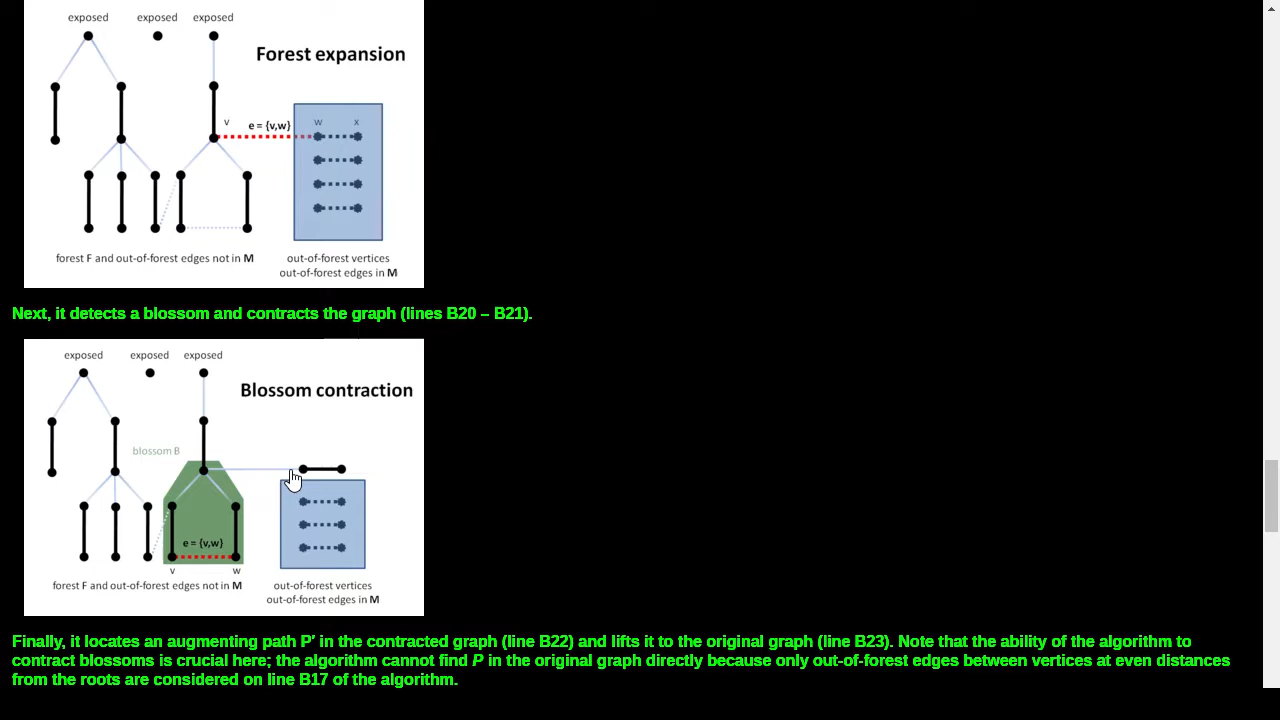 exposed exposed exposed
Forest expansion
v e = {v,w} w x
forest F and out-of-forest edges not in M
out-of-forest vertices
out-of-forest edges in M
Next, it detects a blossom and contracts the graph (lines B20 – B21).
exposed exposed exposed
Blossom contraction
blossom B
e = {v,w}
v w
forest F and out-of-forest edges not in M
out-of-forest vertices
out-of-forest edges in M
Finally, it locates an augmenting path P′ in the contracted graph (line B22) and lifts it to the original graph (line B23). Note that the ability of the algorithm to
contract blossoms is crucial here; the algorithm cannot find P in the original graph directly because only out-of-forest edges between vertices at even distances
from the roots are considered on line B17 of the algorithm.